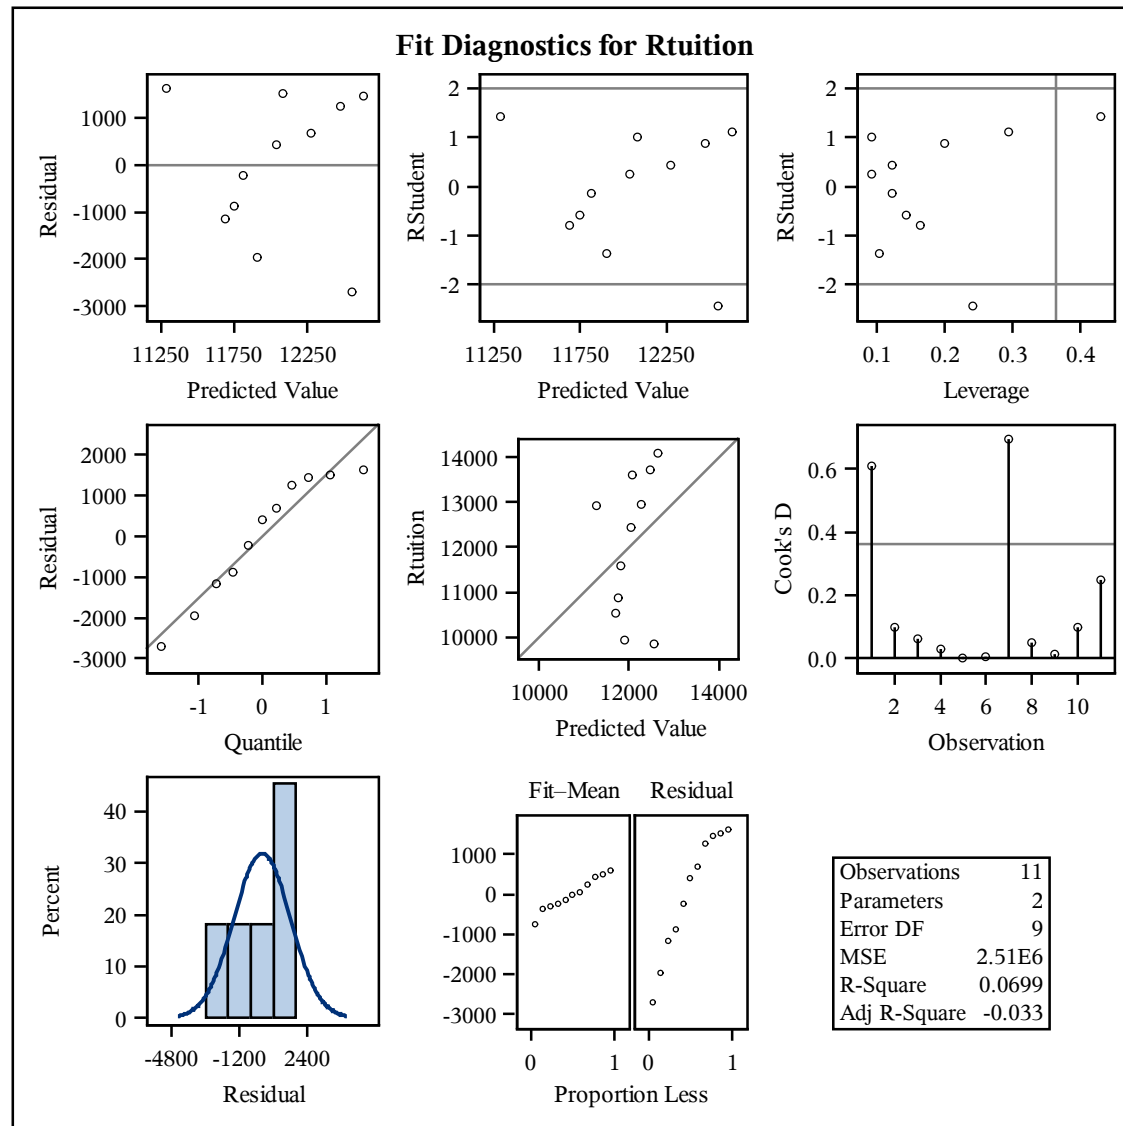 Fit Diagnostics for Rtuition
1000
0
-1000
-2000
-3000
Residual
11250 11750 12250
Predicted Value
2
1
0
-1
-2
RStudent
11250 11750 12250
Predicted Value
2
1
0
-1
-2
RStudent
0.1 0.2 0.3 0.4
Leverage
2000
1000
0
-1000
-2000
-3000
Residual
-1 0 1
Quantile
14000
13000
12000
11000
10000
Rtuition
10000 12000 14000
Predicted Value
0.6
0.4
0.2
0.0
Cook's D
2 4 6 8 10
Observation
40
30
20
10
0
Percent
-4800 -1200 2400
Residual
Fit–Mean Residual
1000
0
-1000
-2000
-3000
0 1 0 1
Proportion Less
Observations 11
Parameters 2
Error DF 9
MSE 2.51E6
R-Square 0.0699
Adj R-Square -0.033